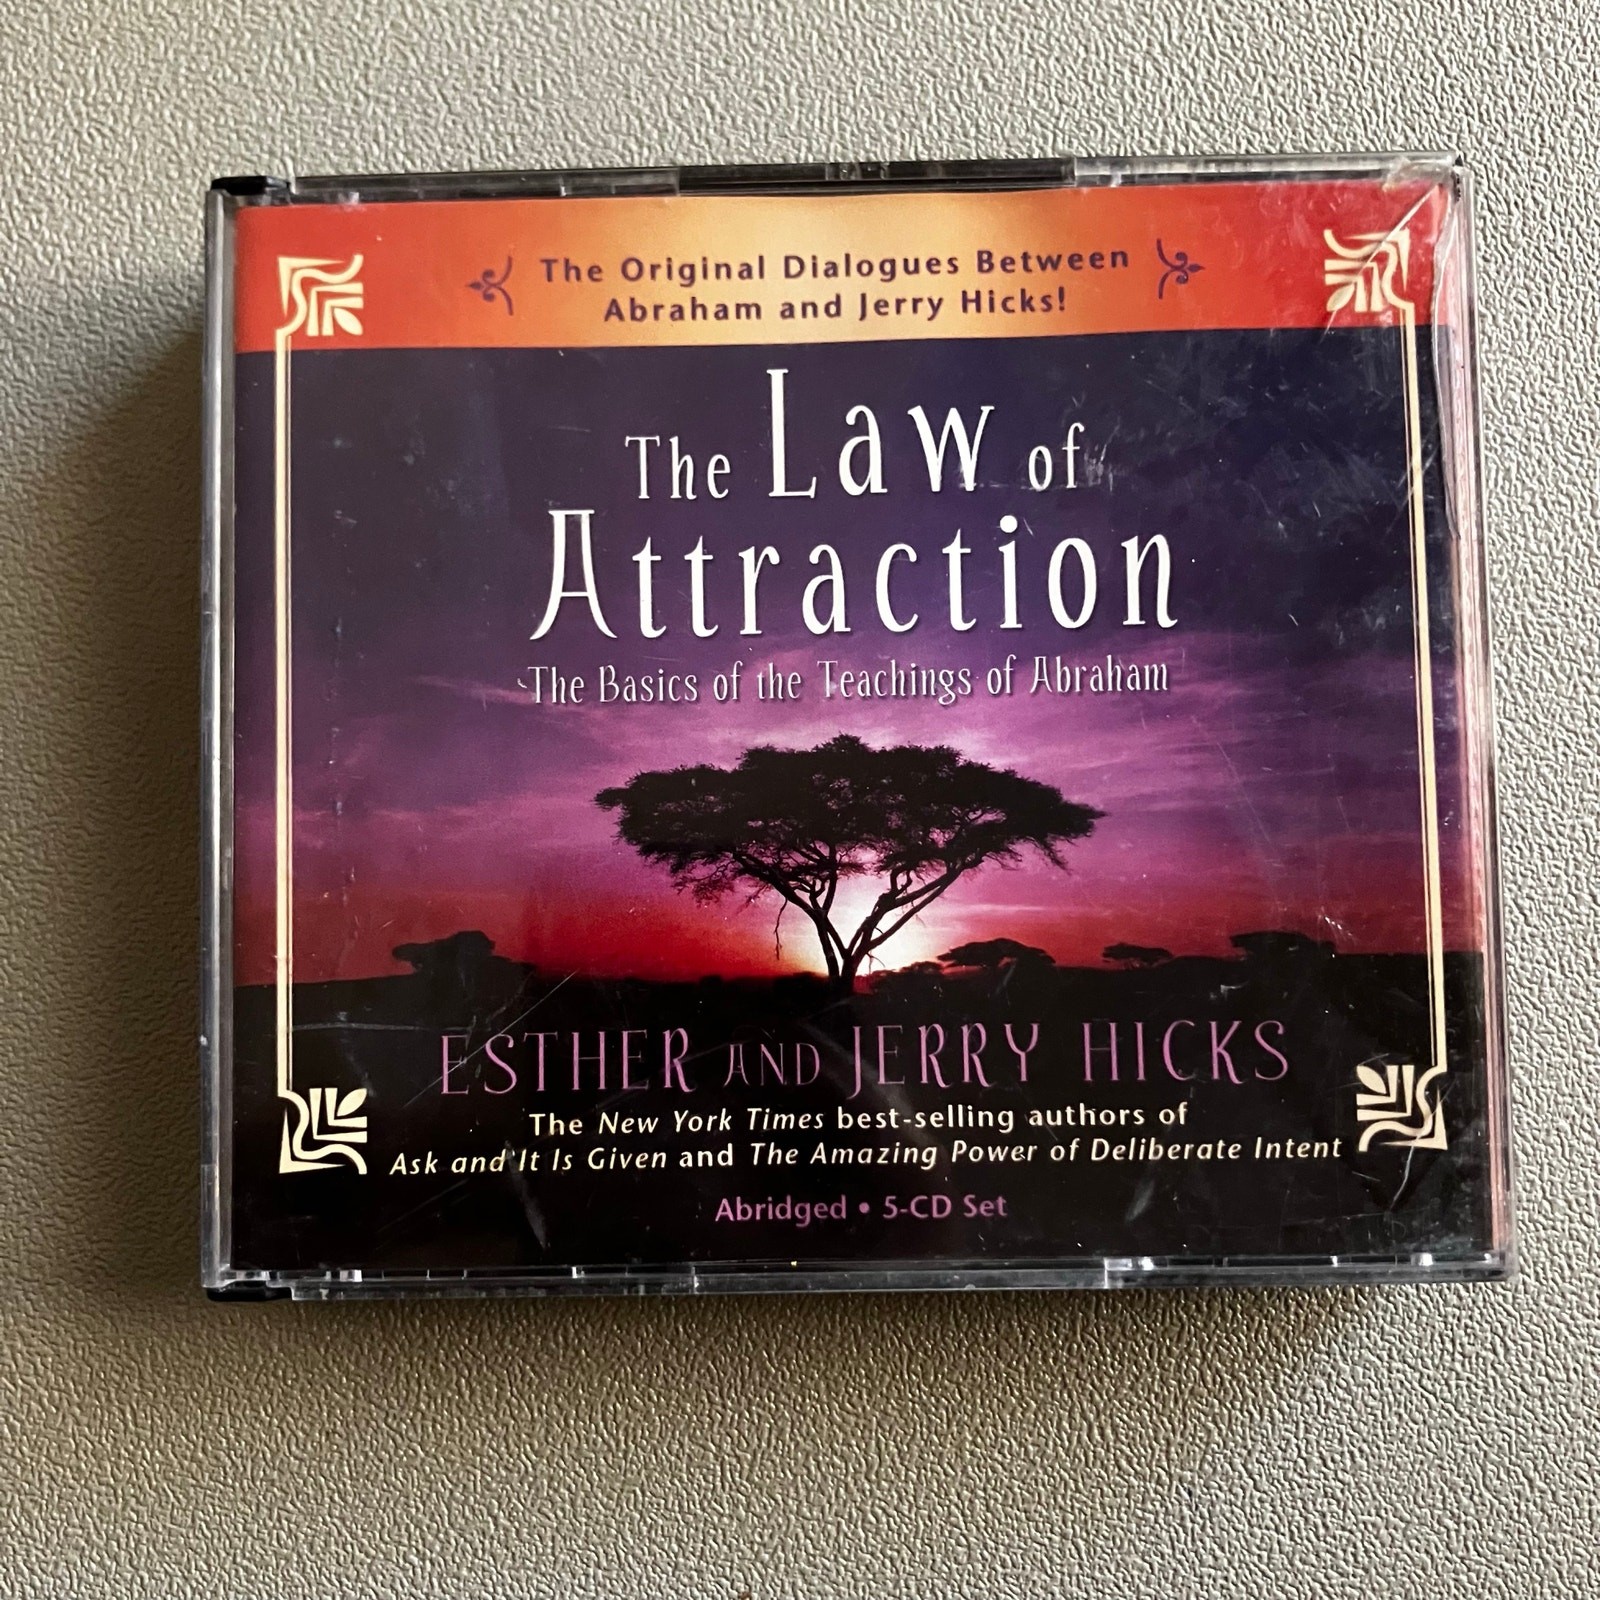 The Original Dialogues Between
Abraham and Jerry Hicks!
The Law of
Attraction
The Basics of the Teachings of Abraham
ESTHER AND JERRY HICKS
The New York Times best-selling authors of
Ask and It Is Given and The Amazing Power of Deliberate Intent
Abridged • 5-CD Set